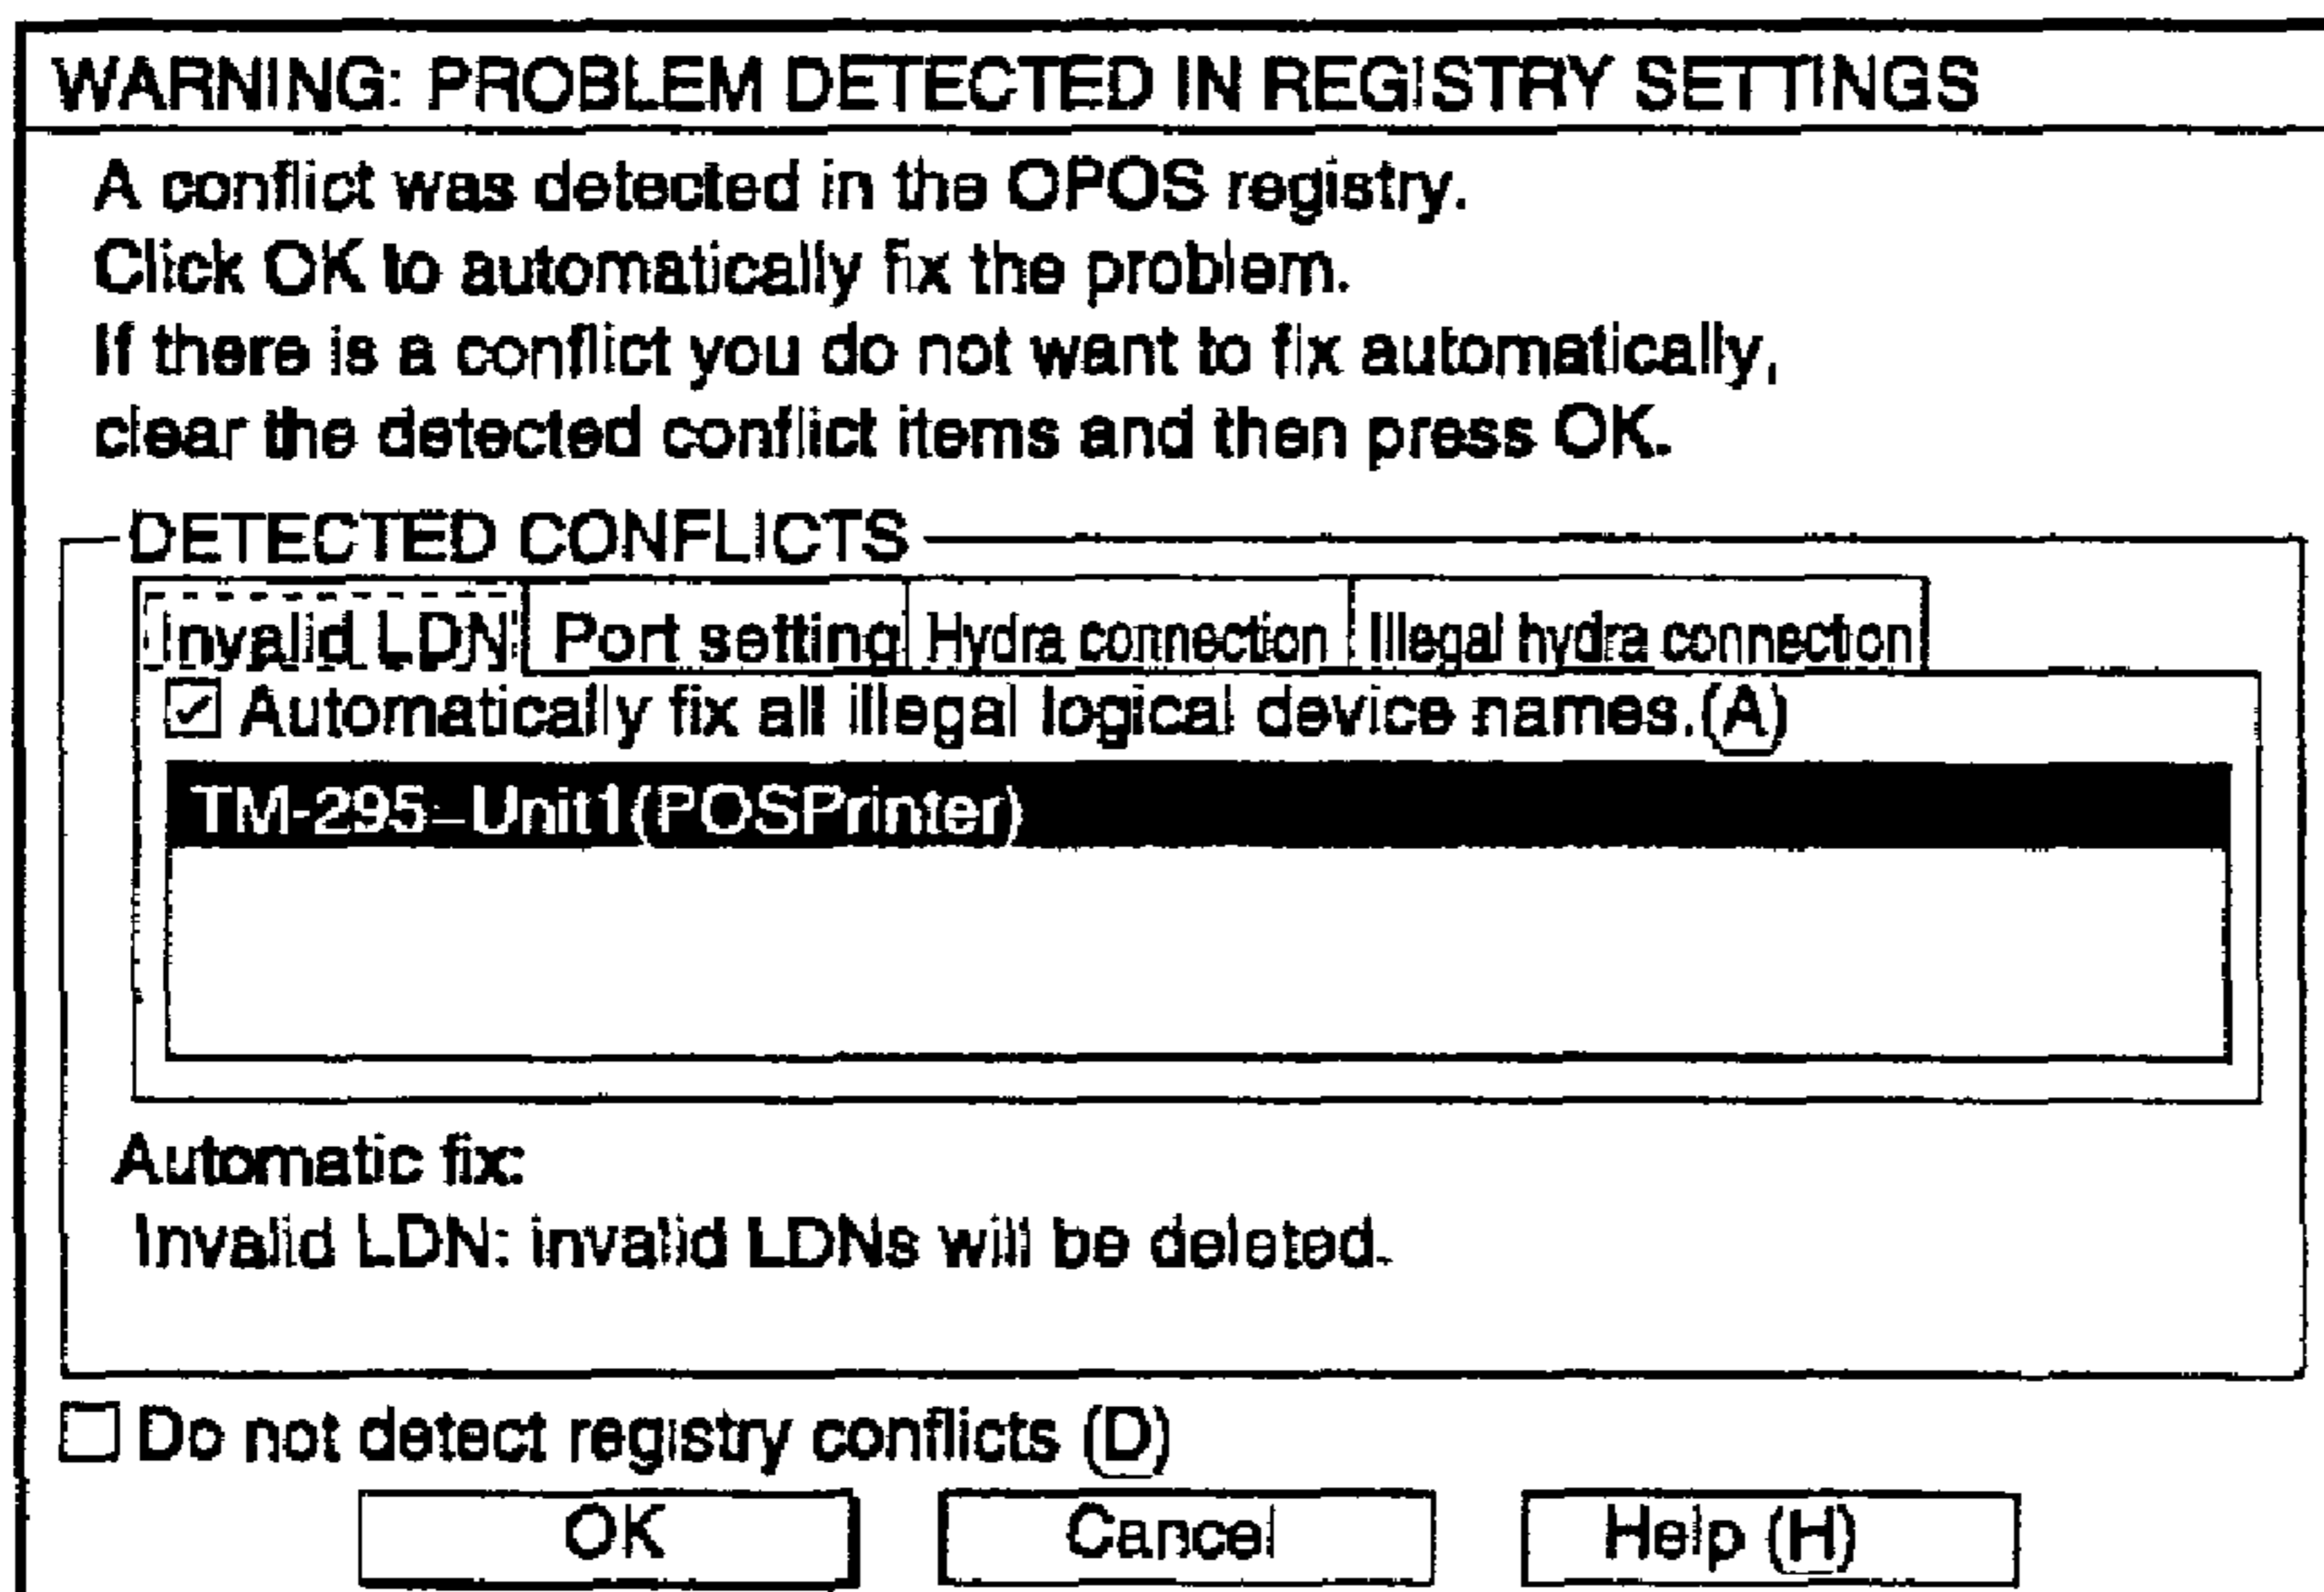 WARNING: PROBLEM DETECTED IN REGISTRY SETTINGS
A conflict was detected in the OPOS registry.
Click OK to automatically fix the problem.
If there is a conflict you do not want to fix automatically,
clear the detected conflict items and then press OK.
DETECTED CONFLICTS
Invalid LDN Port setting Hydra connection Illegal hydra connection
Automatically fix all illegal logical device names.(A)
TM-295_Unit1(POSPrinter)
Automatic fix:
Invalid LDN: invalid LDNs will be deleted.
Do not detect registry conflicts (D)
OK Cancel Help (H)